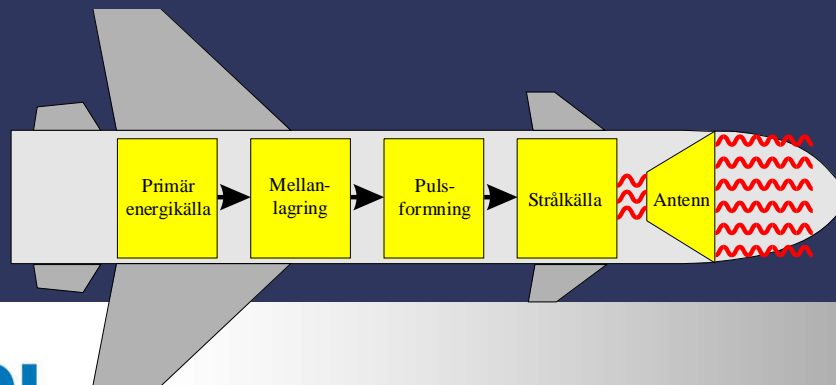 Primär
energikälla
Mellan-
lagring
Puls-
formning
Strålkälla
Antenn